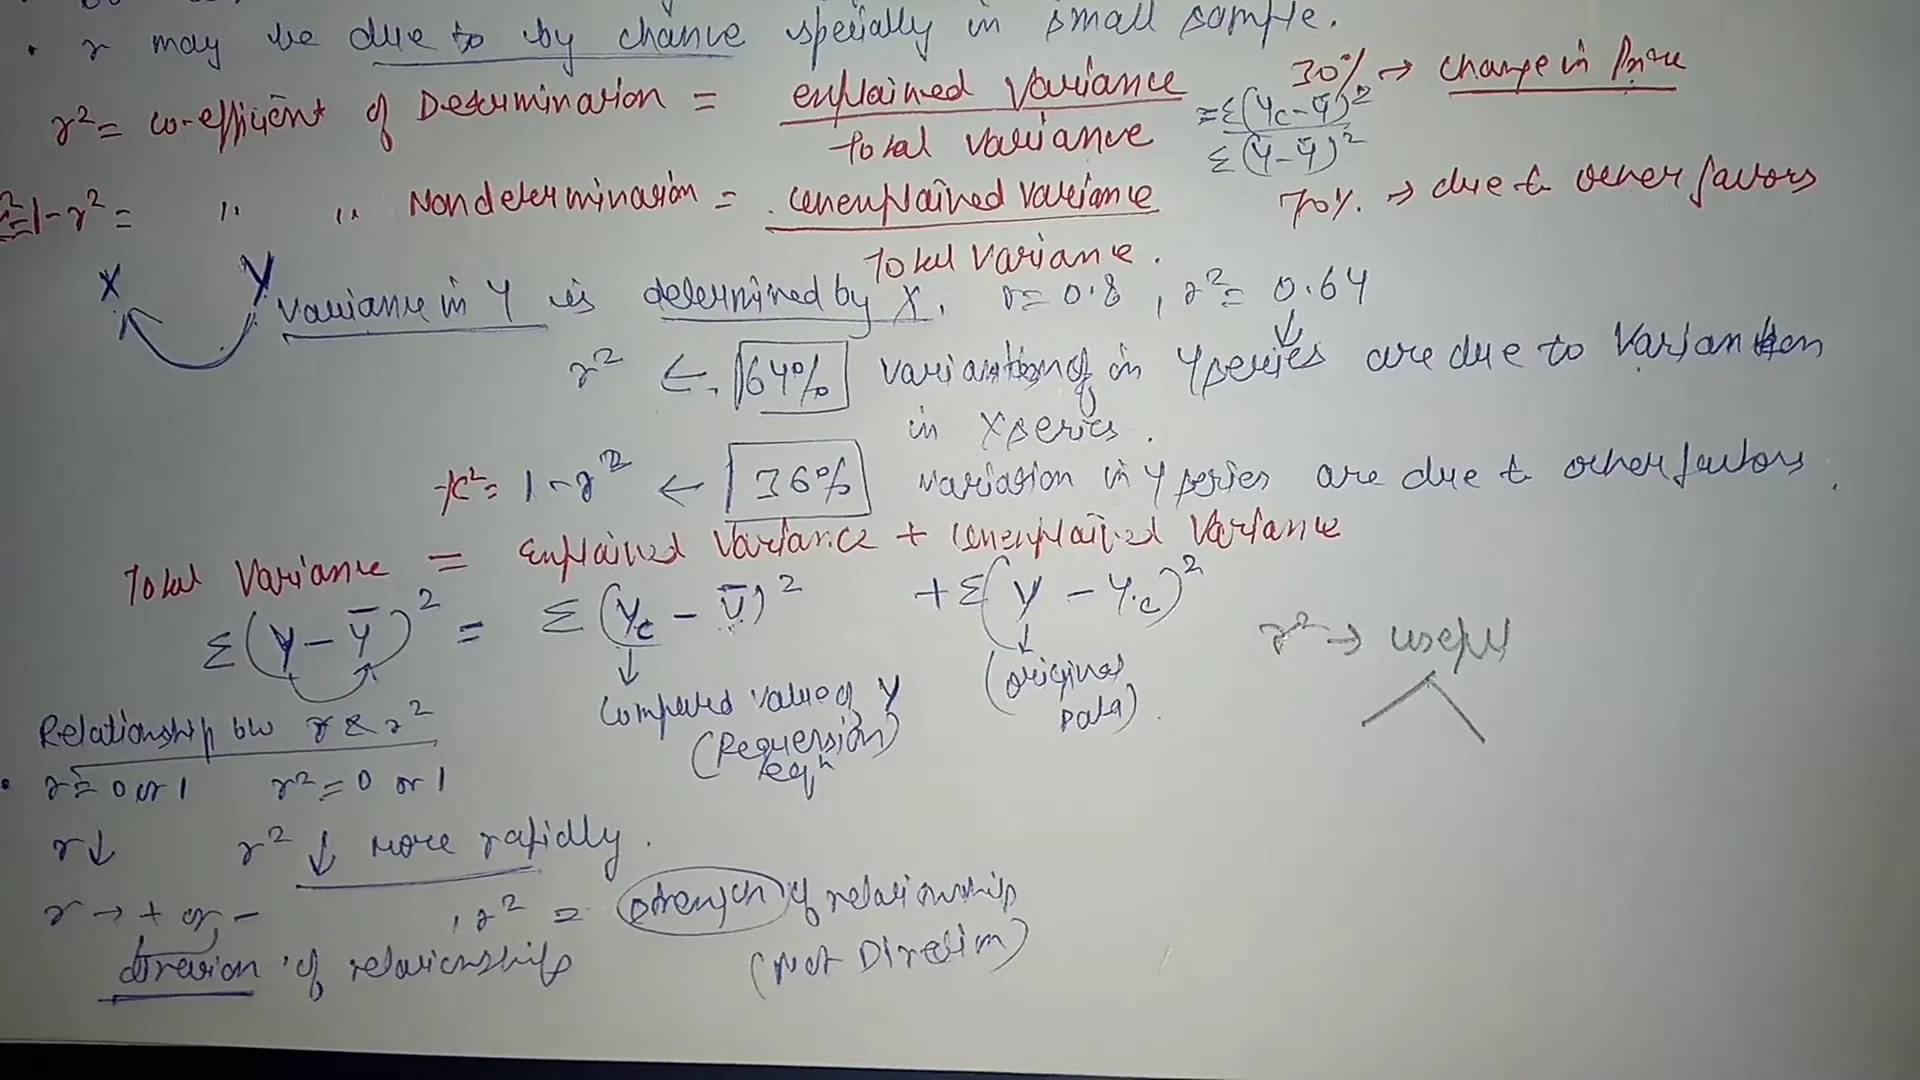 • r may be due to by chance specially in small sample.
r² = co-efficient of Determination = explained Variance / total variance = Σ(Yc-Ȳ)² / Σ(Y-Ȳ)²
30% → change in Price
k²=1-r² = " " Nondetermination = unexplained variance / Total Variance.
70% → due to other factors
X Y
variance in Y is determined by X. r = 0.8, r² = 0.64
↓
r² ← 64% variation in Y series are due to Variation
in X series.
k² = 1-r² ← 36% variation in Y series are due to other factors.
Total Variance = Explained Variance + Unexplained Variance
Σ(Y-Ȳ)² = Σ(Yc-Ȳ)² + Σ(Y-Yc)²
Computed value of Y
(Regression eqⁿ)
(original Data).
r² → useful
Relationship b/w r & r²
• r = 0 or 1 r² = 0 or 1
r↓ r² ↓ more rapidly.
r → + or - , r² = strength of relationship
direction of relationship (Not Direction)